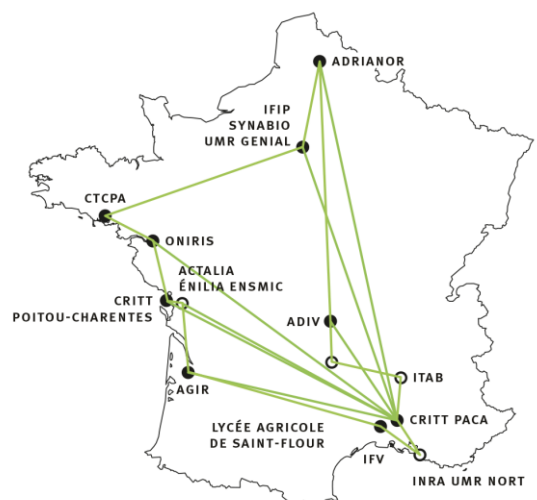 ADRIANOR
IFIP
SYNABIO
UMR GENIAL
CTCPA
ONIRIS
ACTALIA
ÉNILIA ENSMIC
CRITT
POITOU-CHARENTES
ADIV
ITAB
AGIR
CRITT PACA
LYCÉE AGRICOLE
DE SAINT-FLOUR
IFV
INRA UMR NORT